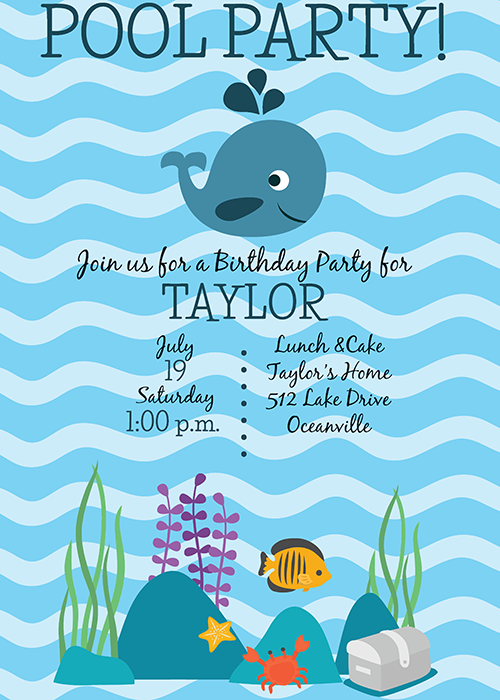 POOL PARTY!
Join us for a Birthday Party for
TAYLOR
July
19
Saturday
1:00 p.m.
Lunch &Cake
Taylor's Home
512 Lake Drive
Oceanville